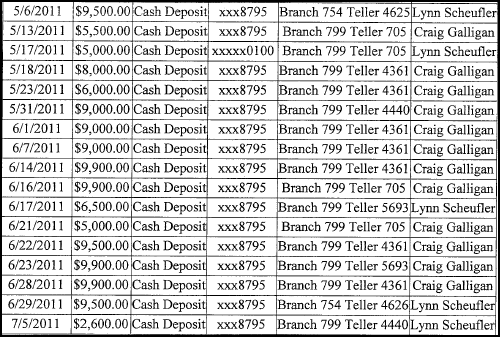 5/6/2011 $9,500.00 Cash Deposit xxx8795 Branch 754 Teller 4625 Lynn Scheufler
5/13/2011 $5,500.00 Cash Deposit xxx8795 Branch 799 Teller 705 Craig Galligan
5/17/2011 $5,000.00 Cash Deposit xxxxx0100 Branch 799 Teller 705 Lynn Scheufler
5/18/2011 $8,000.00 Cash Deposit xxx8795 Branch 799 Teller 4361 Craig Galligan
5/23/2011 $6,000.00 Cash Deposit xxx8795 Branch 799 Teller 4361 Craig Galligan
5/31/2011 $9,000.00 Cash Deposit xxx8795 Branch 799 Teller 4440 Craig Galligan
6/1/2011 $9,000.00 Cash Deposit xxx8795 Branch 799 Teller 4361 Craig Galligan
6/7/2011 $9,000.00 Cash Deposit xxx8795 Branch 799 Teller 4361 Craig Galligan
6/14/2011 $9,900.00 Cash Deposit xxx8795 Branch 799 Teller 4361 Craig Galligan
6/16/2011 $9,900.00 Cash Deposit xxx8795 Branch 799 Teller 705 Craig Galligan
6/17/2011 $6,500.00 Cash Deposit xxx8795 Branch 799 Teller 5693 Lynn Scheufler
6/21/2011 $5,000.00 Cash Deposit xxx8795 Branch 799 Teller 705 Craig Galligan
6/22/2011 $9,500.00 Cash Deposit xxx8795 Branch 799 Teller 4361 Craig Galligan
6/23/2011 $9,900.00 Cash Deposit xxx8795 Branch 799 Teller 5693 Craig Galligan
6/28/2011 $9,900.00 Cash Deposit xxx8795 Branch 799 Teller 4361 Craig Galligan
6/29/2011 $9,500.00 Cash Deposit xxx8795 Branch 754 Teller 4626 Lynn Scheufler
7/5/2011 $2,600.00 Cash Deposit xxx8795 Branch 799 Teller 4440 Lynn Scheufler